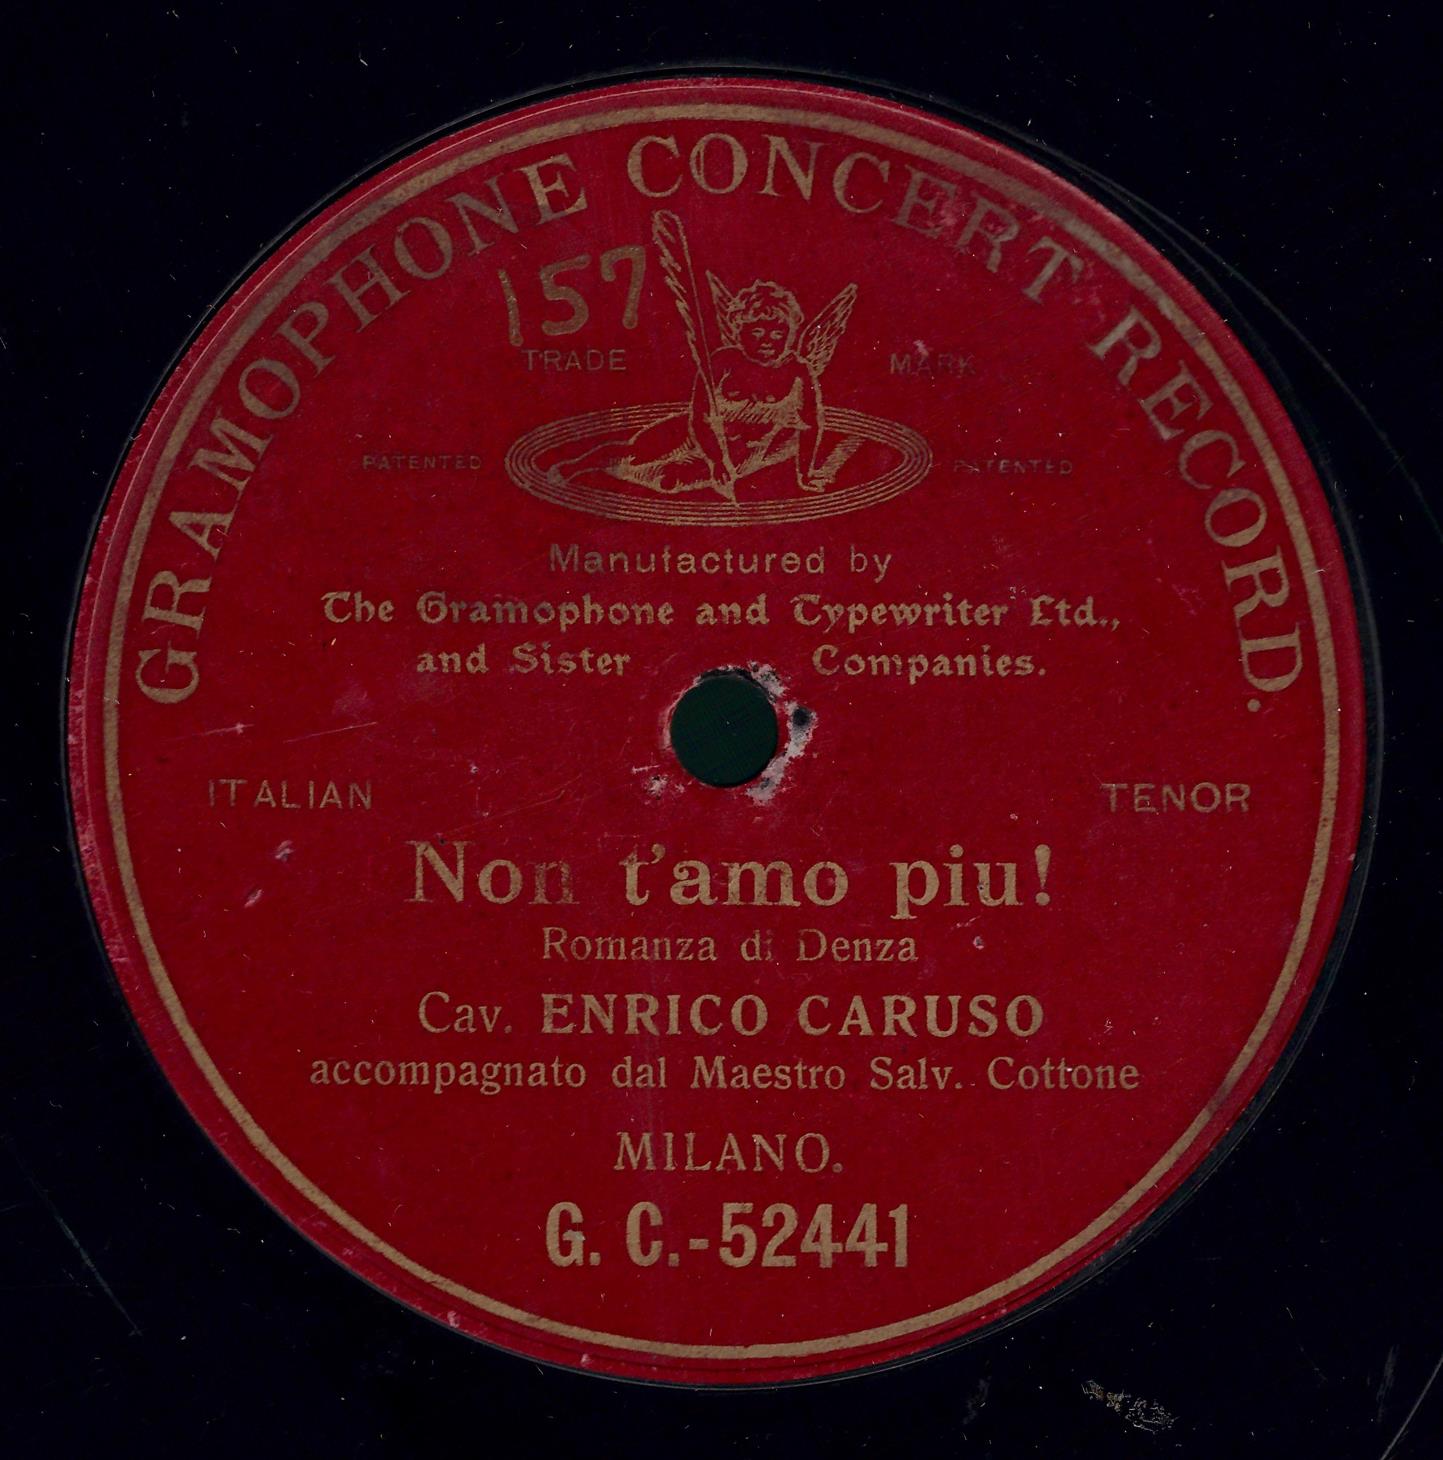 GRAMOPHONE CONCERT RECORD.
157
TRADE MARK
PATENTED PATENTED
Manufactured by
The Gramophone and Typewriter Ltd.,
and Sister Companies.
ITALIAN TENOR
Non t'amo piu!
Romanza di Denza
Cav. ENRICO CARUSO
accompagnato dal Maestro Salv. Cottone
MILANO.
G. C.-52441